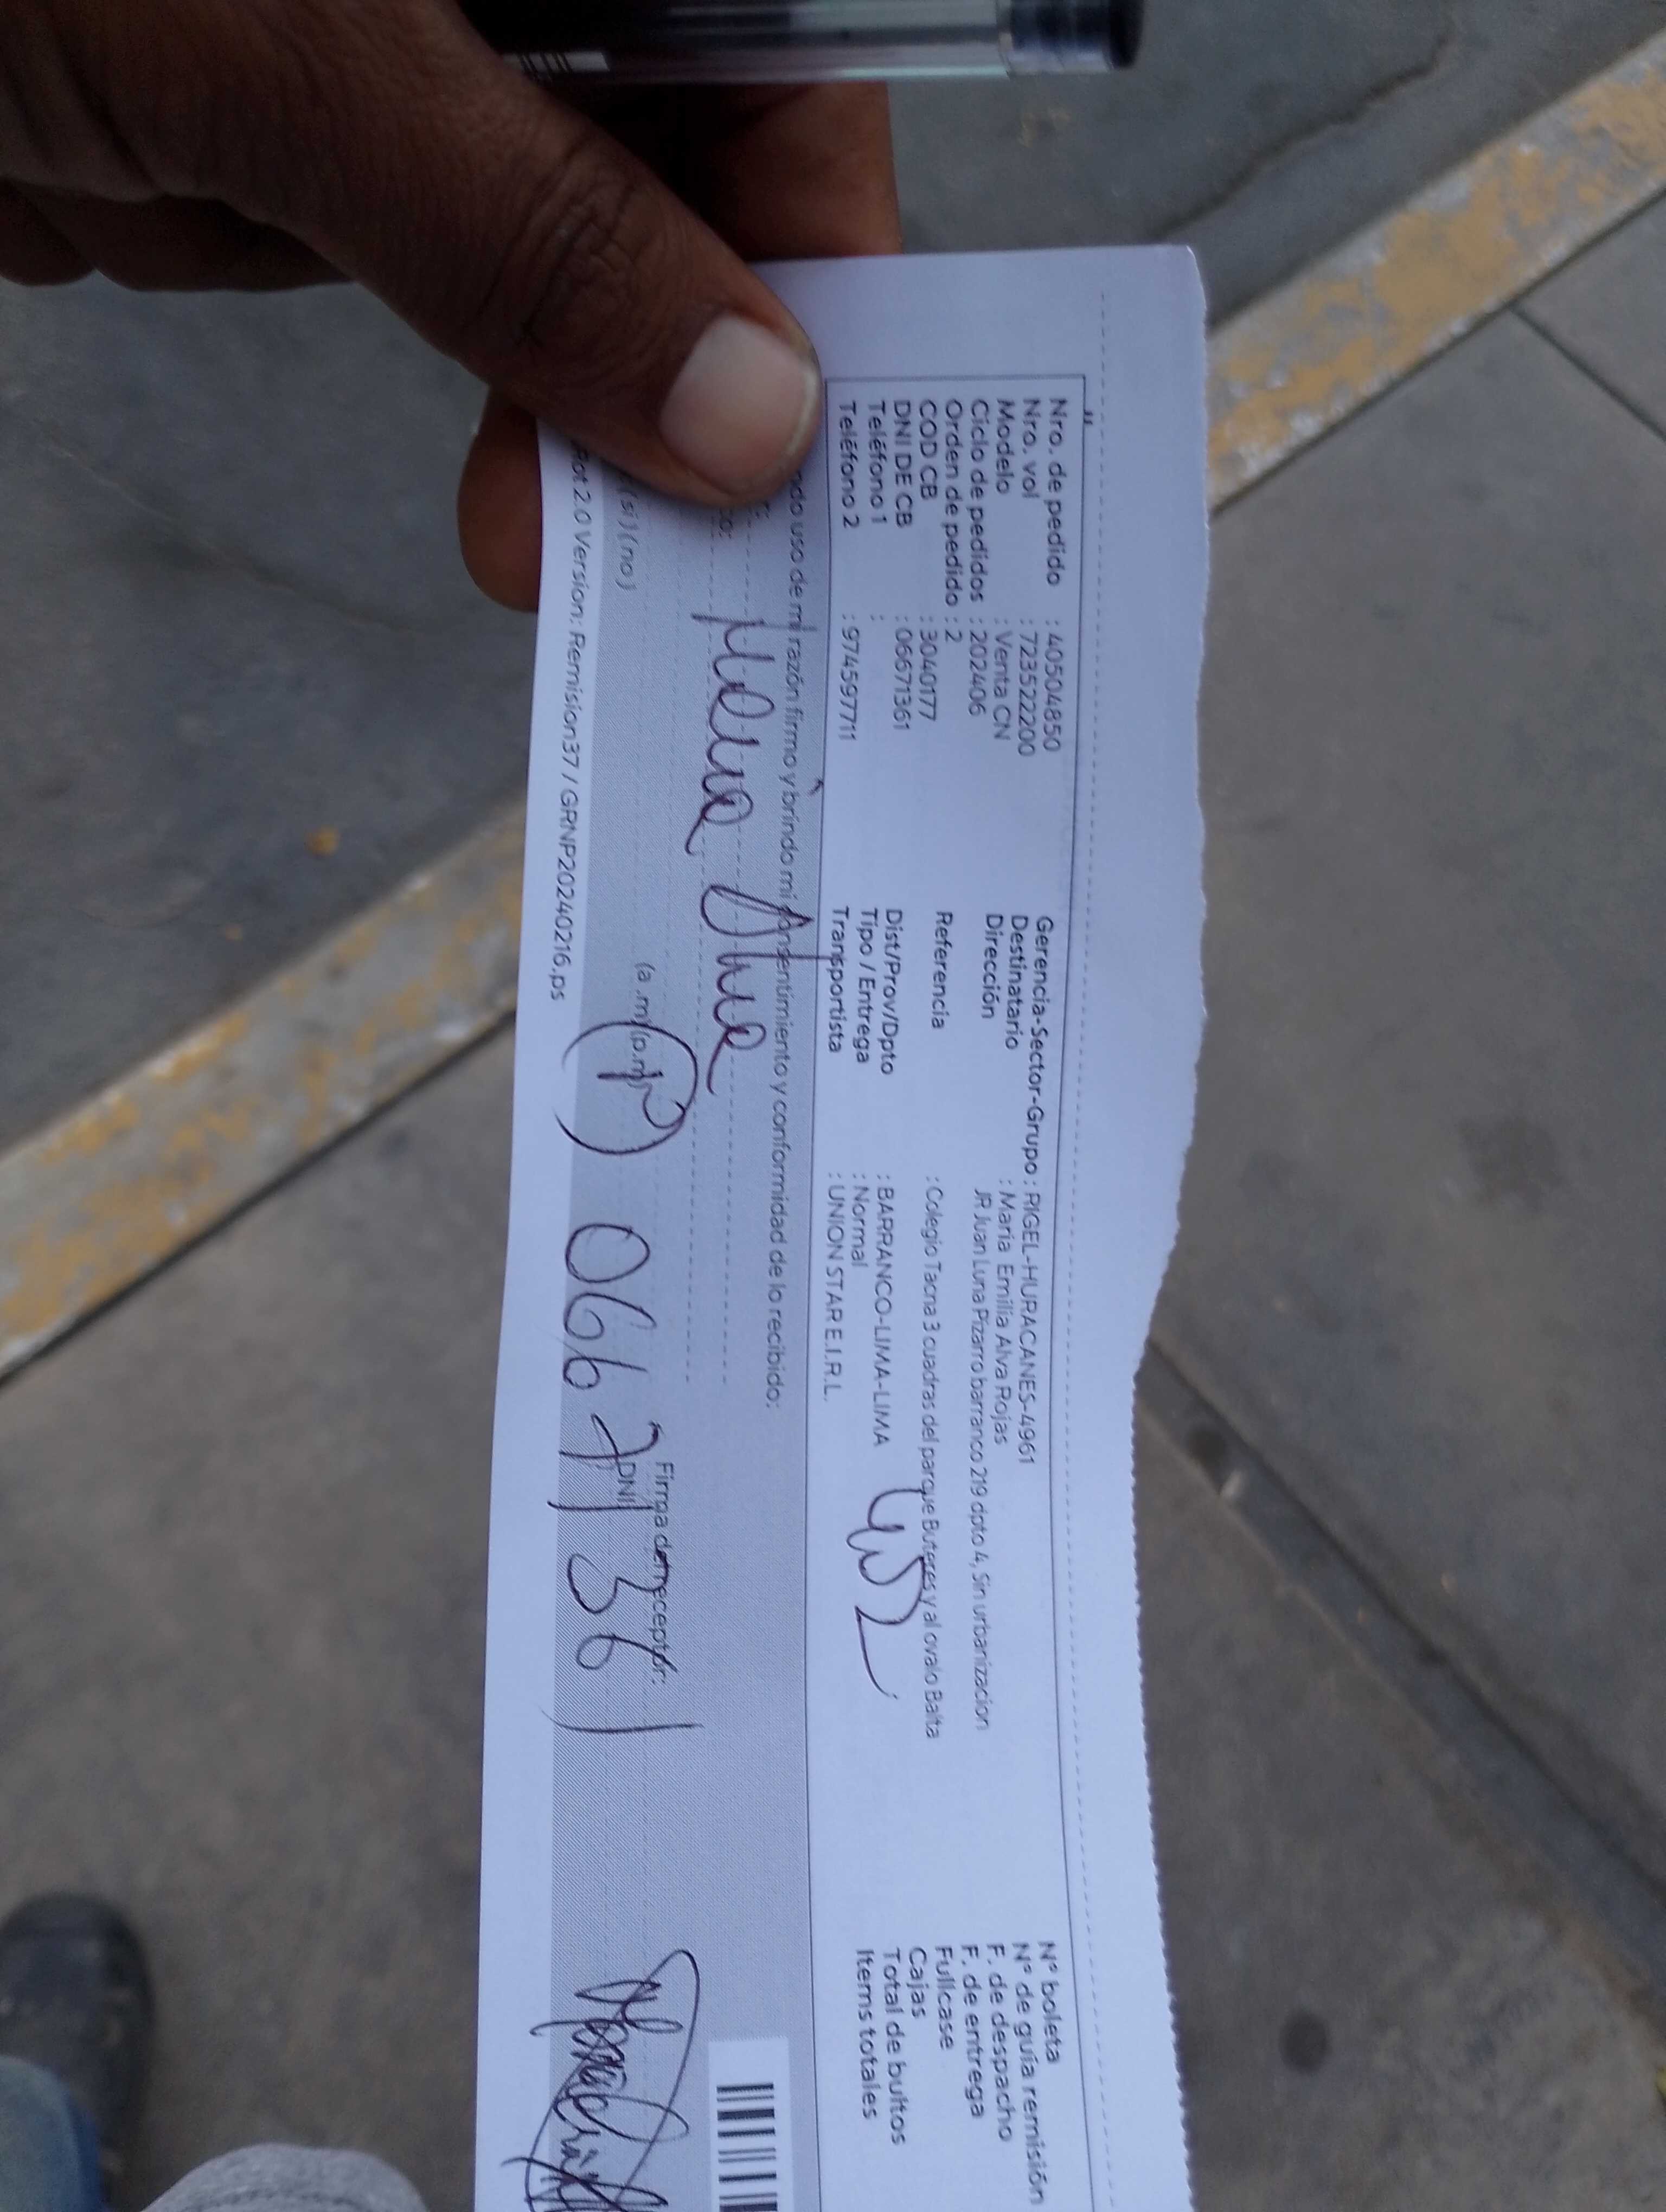 Nro. de pedido : 40504850
Nro. vol : 723522200
Modelo : Venta CN
Ciclo de pedidos : 202406
Orden de pedido : 2
COD CB : 3040177
DNI DE CB : 06671361
Teléfono 1 :
Teléfono 2 : 974597711
Gerencia-Sector-Grupo : RIGEL-HURACANES-4961
Destinatario : Maria Emilia Alva Rojas
Dirección JR Juan Luna Pizarro barranco 219 dpto 4, Sin urbanizacion
Referencia : Colegio Tacna 3 cuadras del parque Buteres y al ovalo Balta
Dist/Prov/Dpto : BARRANCO-LIMA-LIMA
Tipo / Entrega : Normal
Transportista : UNION STAR E.I.R.L.
N° boleta
N° de guía remisión
F. de despacho
F. de entrega
Fullcase
Cajas
Total de bultos
Items totales
uso de mi razón firmo y brindo mi consentimiento y conformidad de lo recibido:
(si) (no)
(a.m) (p.m)
Firma del receptor:
DNI
06671361
2.0 Version: Remision37 / GRNP20240216.ps